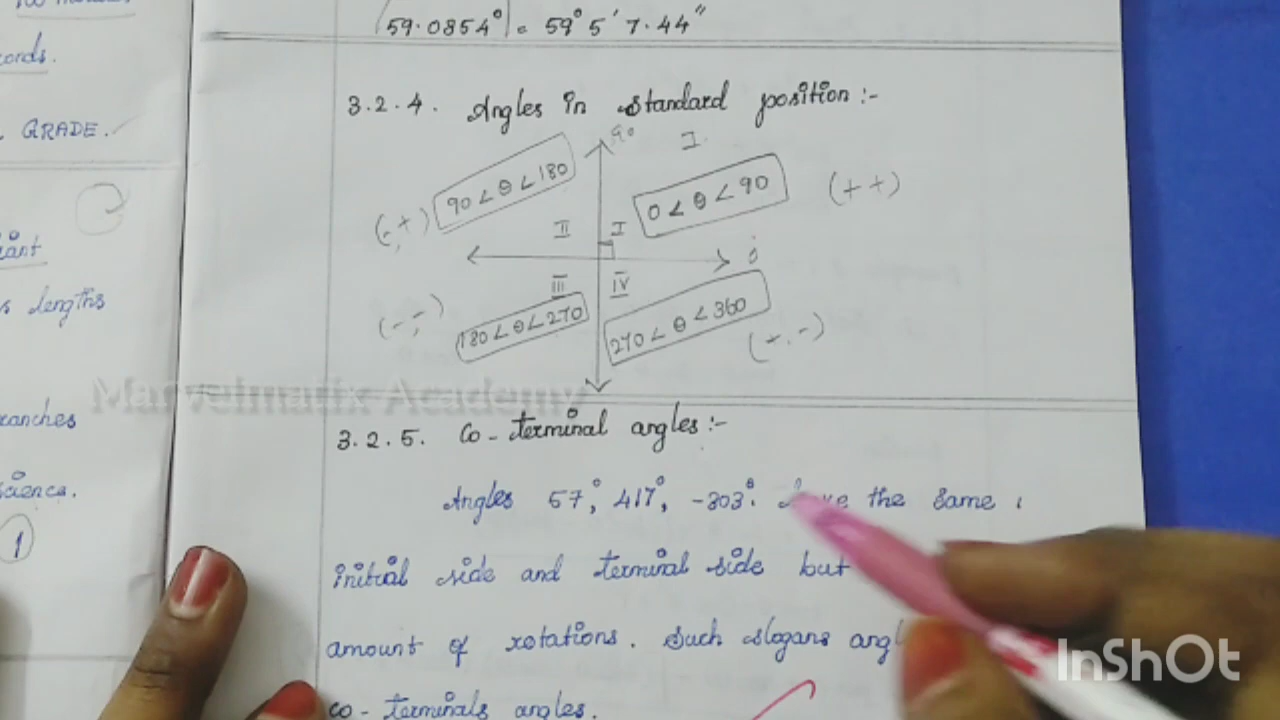 59.0854° = 59° 5' 7.44"
ords.
GRADE.
3.2.4. Angles in standard position :-
90
I
90 < θ < 180
0 < θ < 90
(+ +)
(-,+)
II
I
0
III
IV
(-,-)
180 < θ < 270
270 < θ < 360
(+,-)
s lengths
Marvelmatix Academy
3.2.5. Co-terminal angles :-
ranches
Angles 57°, 417°, -303°. have the same
science.
initial side and terminal side but
1
amount of rotations. Such slogans angl
co-terminals angles.
InShOt